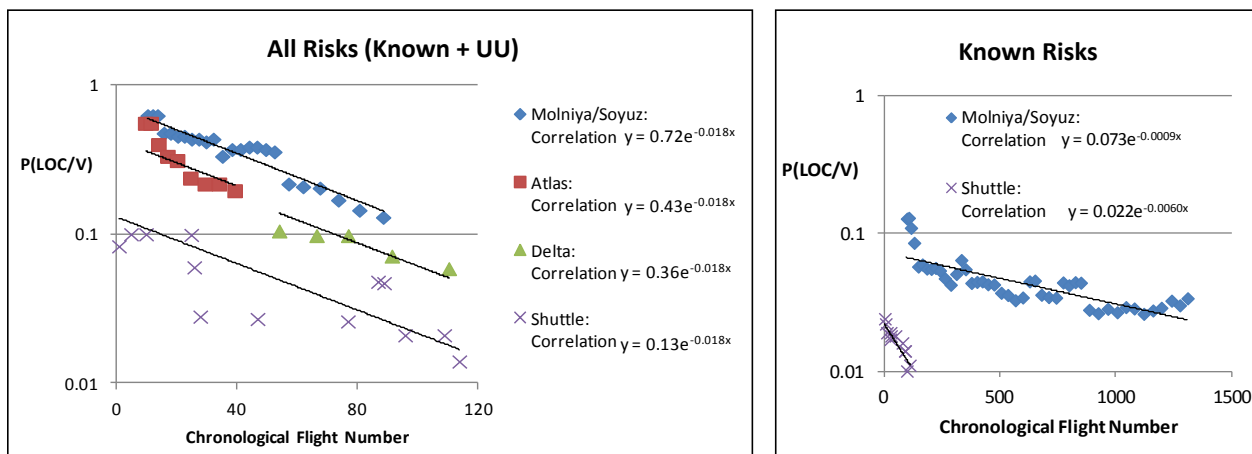 All Risks (Known + UU)
P(LOC/V)
1
0.1
0.01
0
40
80
120
Chronological Flight Number
Molniya/Soyuz:
Correlation y = 0.72e^-0.018x
Atlas:
Correlation y = 0.43e^-0.018x
Delta:
Correlation y = 0.36e^-0.018x
Shuttle:
Correlation y = 0.13e^-0.018x
Known Risks
P(LOC/V)
1
0.1
0.01
0
500
1000
1500
Chronological Flight Number
Molniya/Soyuz:
Correlation y = 0.073e^-0.0009x
Shuttle:
Correlation y = 0.022e^-0.0060x